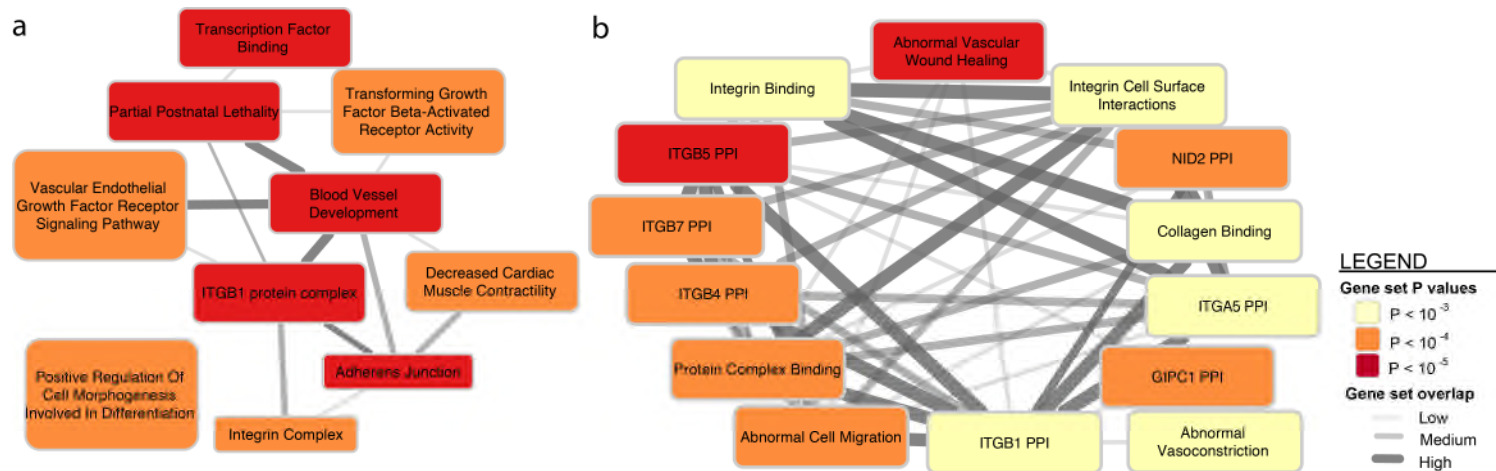 a
Transcription Factor
Binding
Partial Postnatal Lethality
Transforming Growth
Factor Beta-Activated
Receptor Activity
Vascular Endothelial
Growth Factor Receptor
Signaling Pathway
Blood Vessel
Development
ITGB1 protein complex
Decreased Cardiac
Muscle Contractility
Positive Regulation Of
Cell Morphogenesis
Involved In Differentiation
Adherens Junction
Integrin Complex
b
Abnormal Vascular
Wound Healing
Integrin Binding
Integrin Cell Surface
Interactions
ITGB5 PPI
NID2 PPI
ITGB7 PPI
Collagen Binding
ITGB4 PPI
ITGA5 PPI
Protein Complex Binding
GIPC1 PPI
Abnormal Cell Migration
ITGB1 PPI
Abnormal
Vasoconstriction
LEGEND
Gene set P values
P < 10 -3
P < 10 -4
P < 10 -5
Gene set overlap
Low
Medium
High